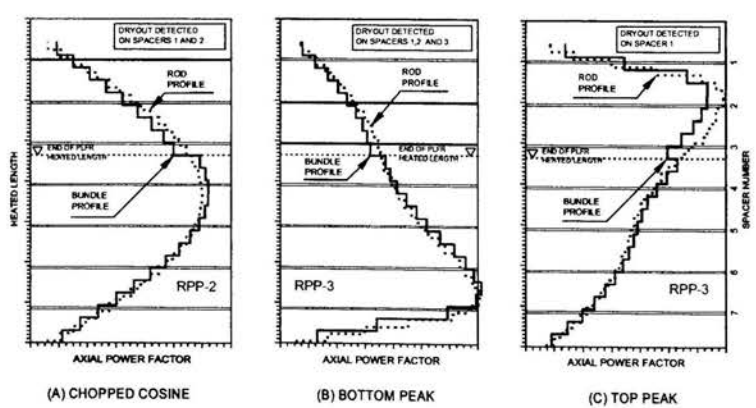 DRYOUT DETECTED
ON SPACERS 1 AND 2
ROD
PROFILE
END OF PLFR
HEATED LENGTH
BUNDLE
PROFILE
RPP-2
HEATED LENGTH
AXIAL POWER FACTOR
(A) CHOPPED COSINE
DRYOUT DETECTED
ON SPACERS 1,2 AND 3
ROD
PROFILE
END OF PLFR
HEATED LENGTH
BUNDLE
PROFILE
RPP-3
AXIAL POWER FACTOR
(B) BOTTOM PEAK
DRYOUT DETECTED
ON SPACER 1
ROD
PROFILE
END OF PLFR
HEATED LENGTH
BUNDLE
PROFILE
RPP-3
1
2
3
4
5
6
7
SPACER NUMBER
AXIAL POWER FACTOR
(C) TOP PEAK